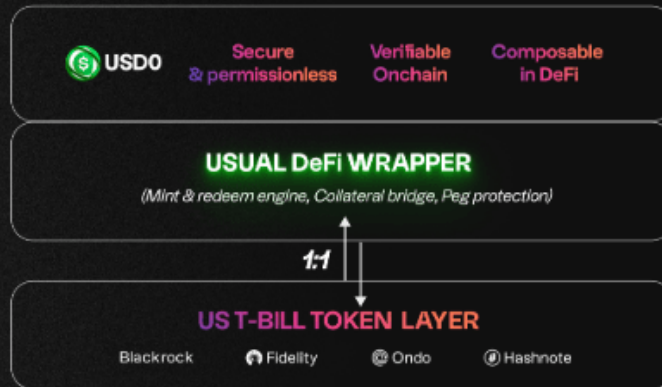 USD0
Secure
& permissionless
Verifiable
Onchain
Composable
in DeFi
USUAL DeFi WRAPPER
(Mint & redeem engine, Collateral bridge, Peg protection)
1:1
US T-BILL TOKEN LAYER
Blackrock Fidelity Ondo Hashnote